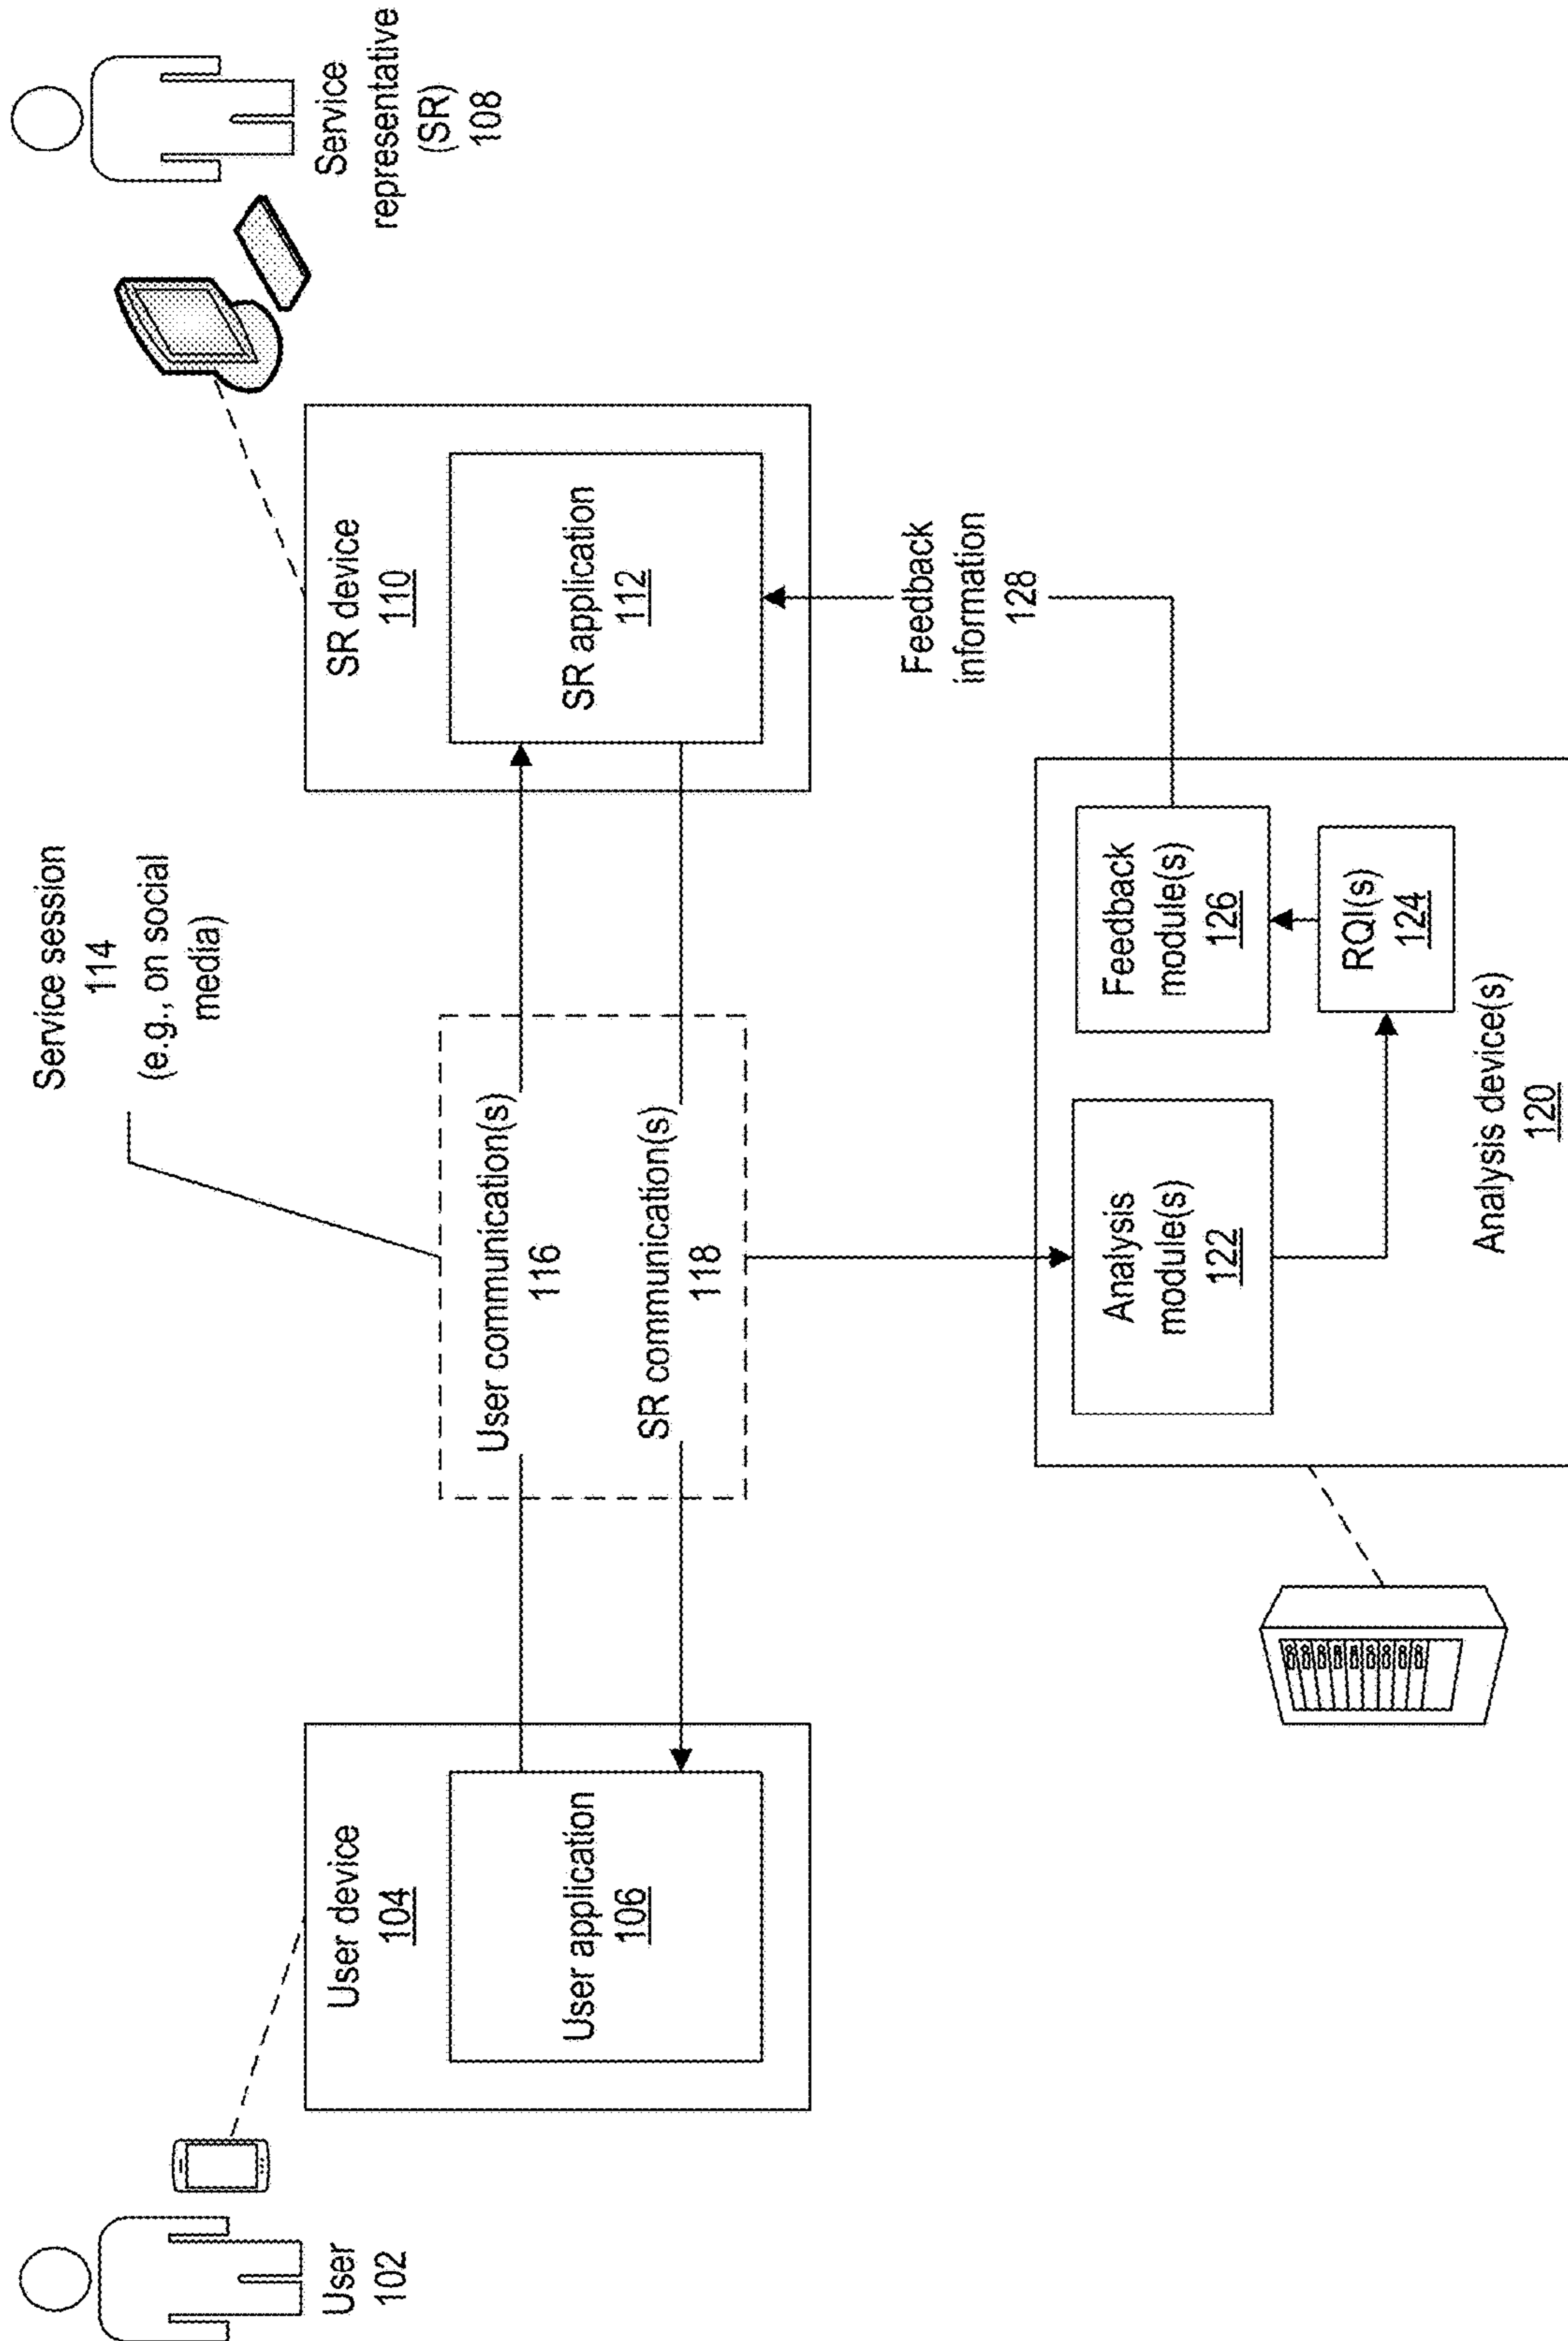 Service session
114
(e.g., on social
media)
User
102
Service
representative
(SR)
108
User device
104
User application
106
User communication(s)
116
SR communication(s)
118
SR device
110
SR application
112
Feedback
information
128
Analysis
module(s)
122
Feedback
module(s)
126
RQI(s)
124
Analysis device(s)
120